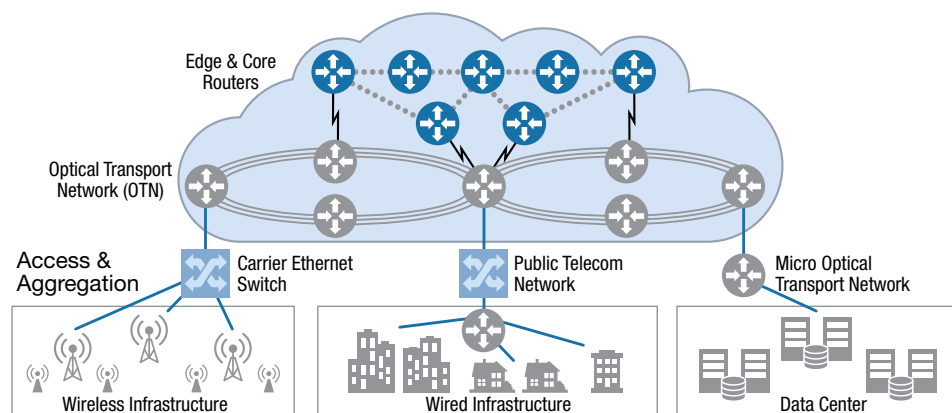 Edge & Core
Routers
Optical Transport
Network (OTN)
Access &
Aggregation
Carrier Ethernet
Switch
Public Telecom
Network
Micro Optical
Transport Network
Wireless Infrastructure
Wired Infrastructure
Data Center